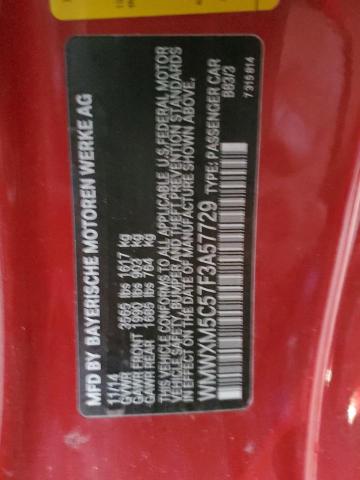 MFD BY BAYERISCHE MOTOREN WERKE AG
11/14
GVWR 3565 lbs 1617 kg
GAWR FRONT 1990 lbs 903 kg
GAWR REAR 1685 lbs 764 kg
THIS VEHICLE CONFORMS TO ALL APPLICABLE U.S. FEDERAL MOTOR
VEHICLE SAFETY, BUMPER AND THEFT PREVENTION STANDARDS
IN EFFECT ON THE DATE OF MANUFACTURE SHOWN ABOVE.
WMWXM5C57F3A57729 TYPE: PASSENGER CAR
B83/3
7 315 814